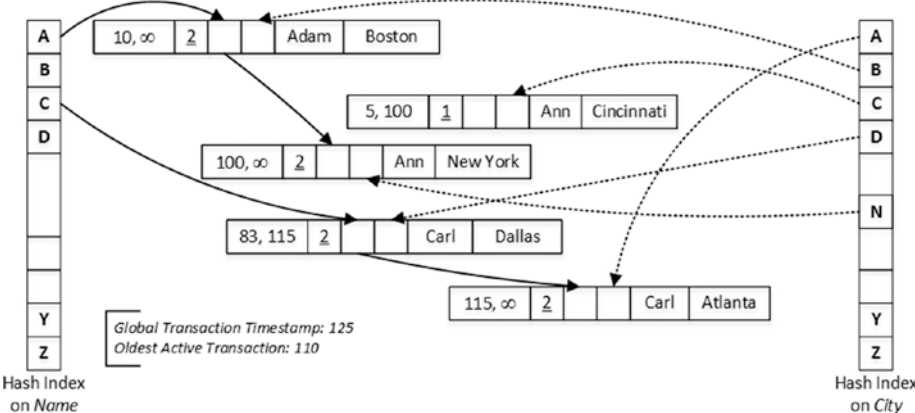 A
B
C
D
Y
Z
Hash Index
on Name
10, ∞ 2 Adam Boston
5, 100 1 Ann Cincinnati
100, ∞ 2 Ann New York
83, 115 2 Carl Dallas
115, ∞ 2 Carl Atlanta
Global Transaction Timestamp: 125
Oldest Active Transaction: 110
A
B
C
D
N
Y
Z
Hash Index
on City